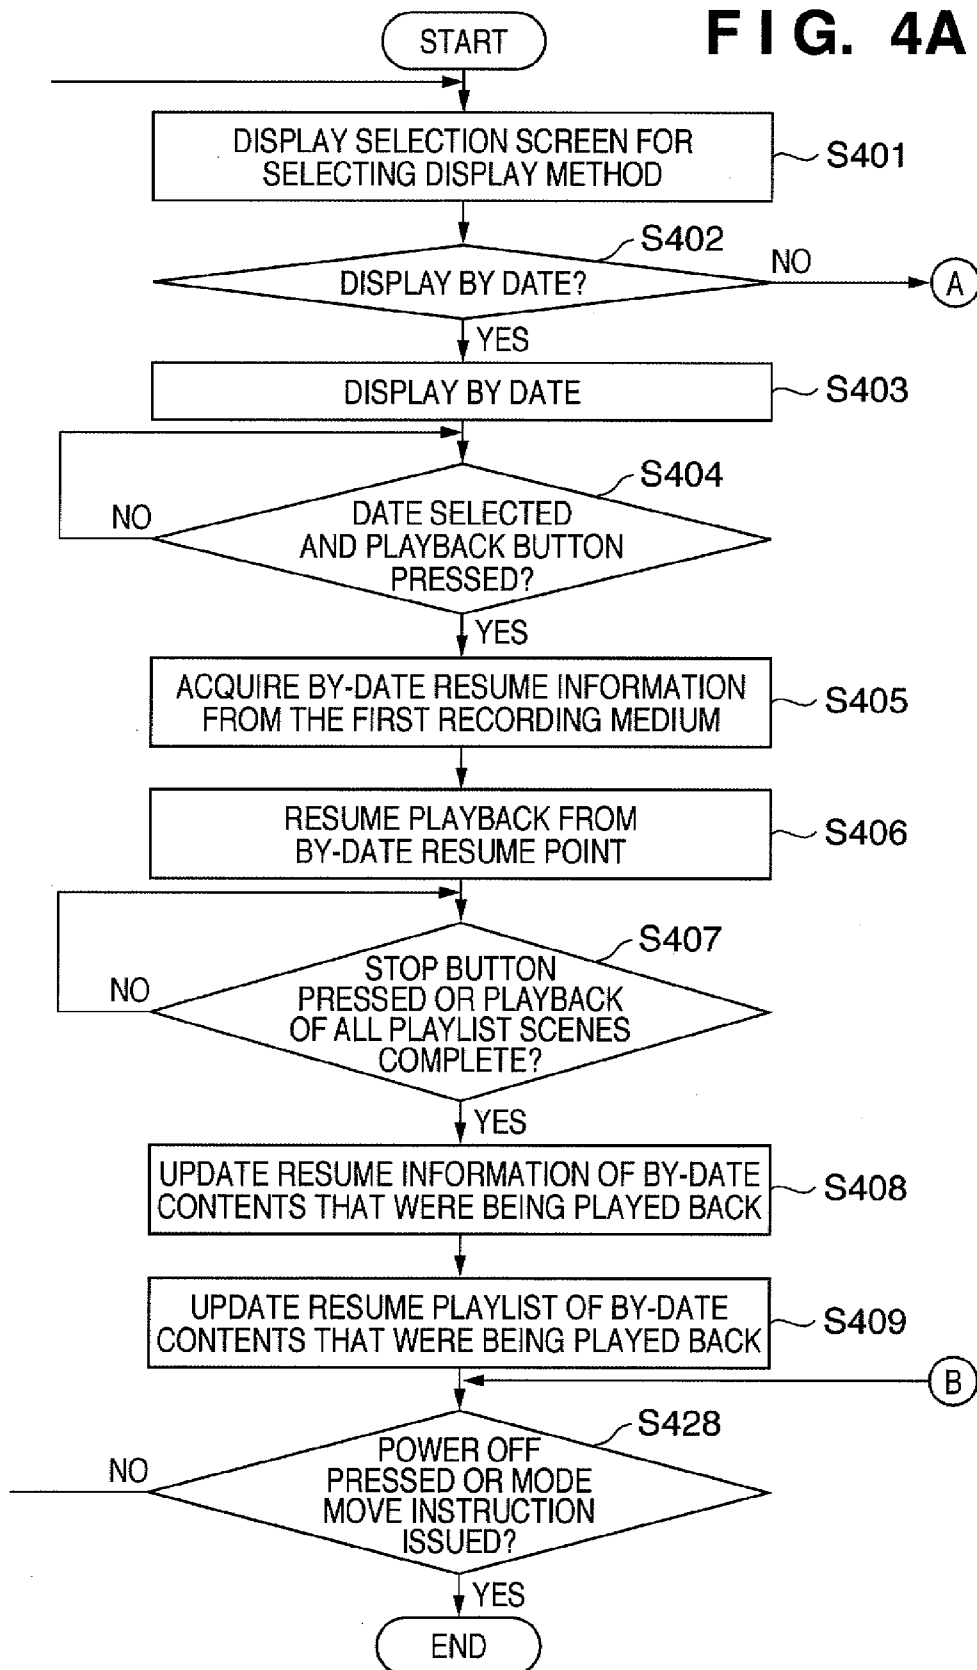 FIG. 4A
START
DISPLAY SELECTION SCREEN FOR
SELECTING DISPLAY METHOD
S401
S402
DISPLAY BY DATE?
NO
A
YES
DISPLAY BY DATE
S403
S404
NO
DATE SELECTED
AND PLAYBACK BUTTON
PRESSED?
YES
ACQUIRE BY-DATE RESUME INFORMATION
FROM THE FIRST RECORDING MEDIUM
S405
RESUME PLAYBACK FROM
BY-DATE RESUME POINT
S406
S407
NO
STOP BUTTON
PRESSED OR PLAYBACK
OF ALL PLAYLIST SCENES
COMPLETE?
YES
UPDATE RESUME INFORMATION OF BY-DATE
CONTENTS THAT WERE BEING PLAYED BACK
S408
UPDATE RESUME PLAYLIST OF BY-DATE
CONTENTS THAT WERE BEING PLAYED BACK
S409
B
S428
NO
POWER OFF
PRESSED OR MODE
MOVE INSTRUCTION
ISSUED?
YES
END